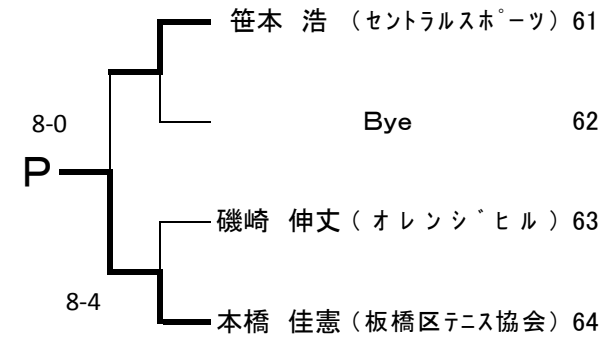 笹本 浩 (セントラルスポーツ) 61
8-0
Bye 62
P
磯崎 伸丈 (オレンジヒル) 63
8-4
本橋 佳憲 (板橋区テニス協会) 64